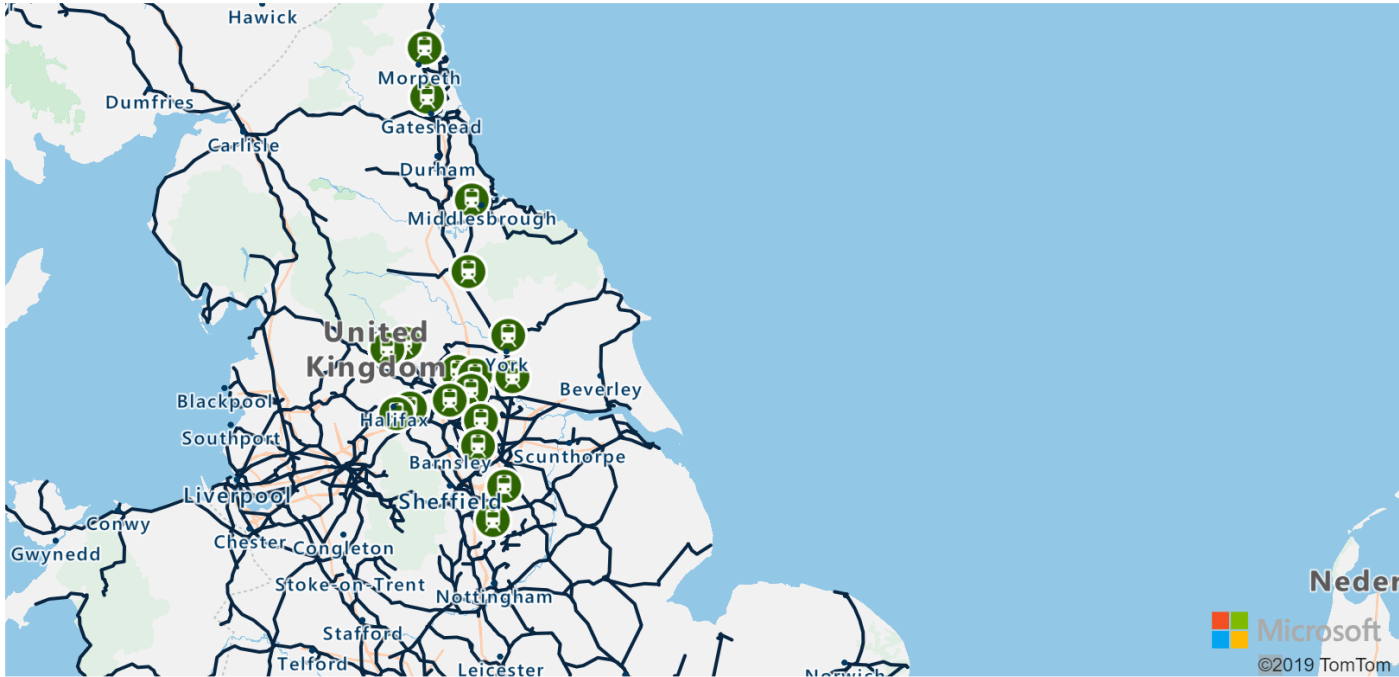 Hawick
Morpeth
Dumfries
Gateshead
Carlisle
Durham
Middlesbrough
United
Kingdom
York
Beverley
Blackpool
Halifax
Southport
Barnsley
Scunthorpe
Liverpool
Sheffield
Conwy
Gwynedd
Chester
Congleton
Stoke-on-Trent
Nottingham
Neder
Stafford
Microsoft
Telford
Leicester
©2019 TomTom
Norwich